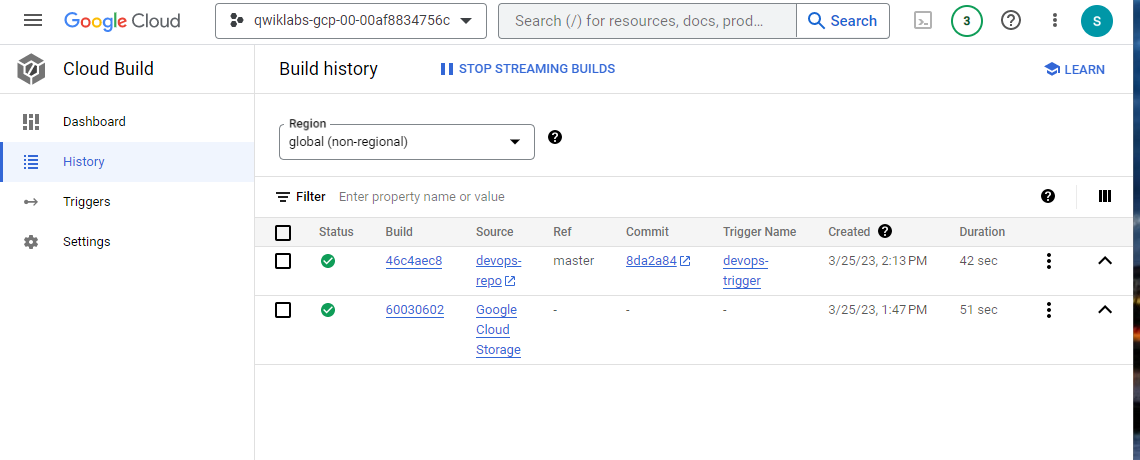 Google Cloud
qwiklabs-gcp-00-00af8834756c
Search (/) for resources, docs, prod...
Search
3
S
Cloud Build
Build history
STOP STREAMING BUILDS
LEARN
Dashboard
History
Triggers
Settings
Region
global (non-regional)
Filter Enter property name or value
Status Build Source Ref Commit Trigger Name Created Duration
46c4aec8 devops- master 8da2a84 devops- 3/25/23, 2:13 PM 42 sec
repo trigger
60030602 Google - - - 3/25/23, 1:47 PM 51 sec
Cloud
Storage